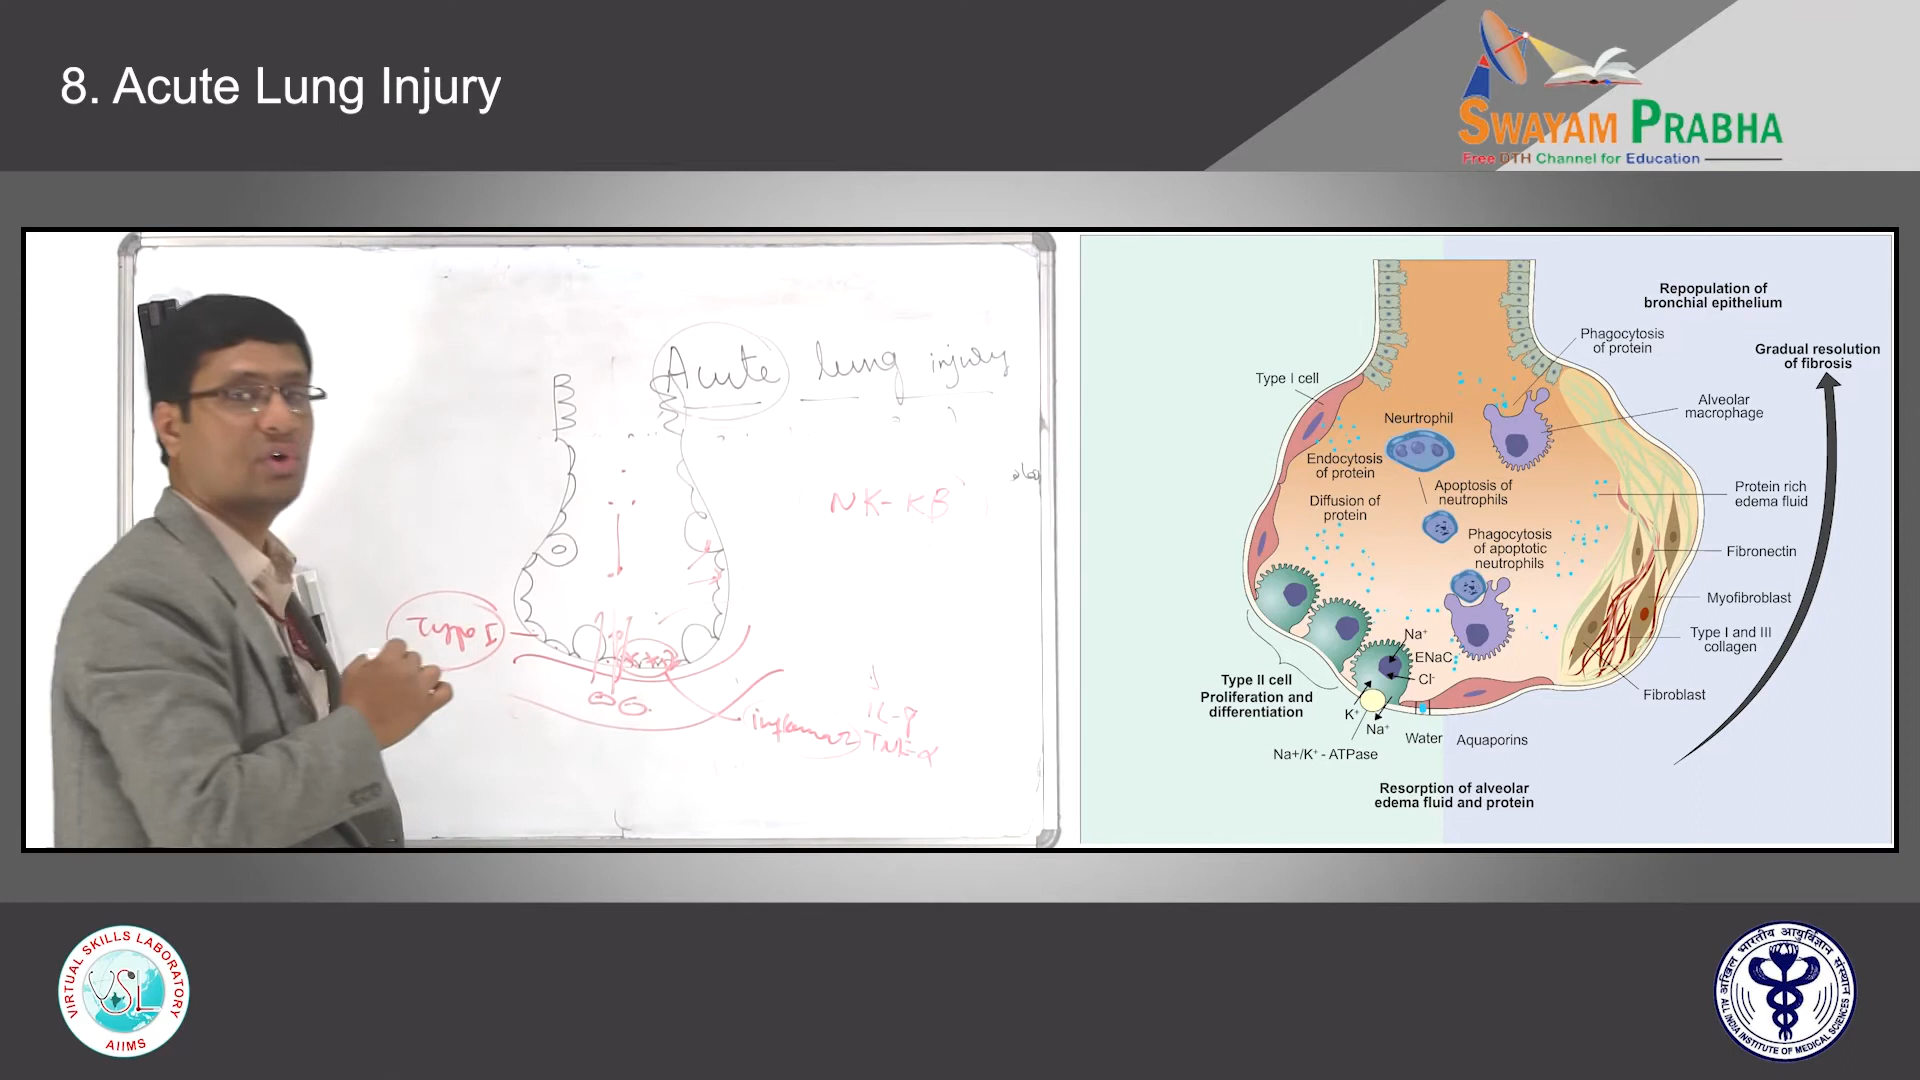 8. Acute Lung Injury
SWAYAM PRABHA
Free DTH Channel for Education
Acute lung injury
NK-KB
TNF-α
Repopulation of
bronchial epithelium
Phagocytosis
of protein
Gradual resolution
of fibrosis
Type I cell
Alveolar
macrophage
Neurtrophil
Endocytosis
of protein
Diffusion of
protein
Apoptosis of
neutrophils
Protein rich
edema fluid
Phagocytosis
of apoptotic
neutrophils
Fibronectin
Myofibroblast
Type I and III
collagen
Fibroblast
Na⁺
ENaC
Cl⁻
Type II cell
Proliferation and
differentiation
K⁺
Na⁺
Na+/K⁺ - ATPase
Water
Aquaporins
Resorption of alveolar
edema fluid and protein
VIRTUAL SKILLS LABORATORY
VSL
AIIMS
अखिल भारतीय आयुर्विज्ञान संस्थान
ALL INDIA INSTITUTE OF MEDICAL SCIENCES